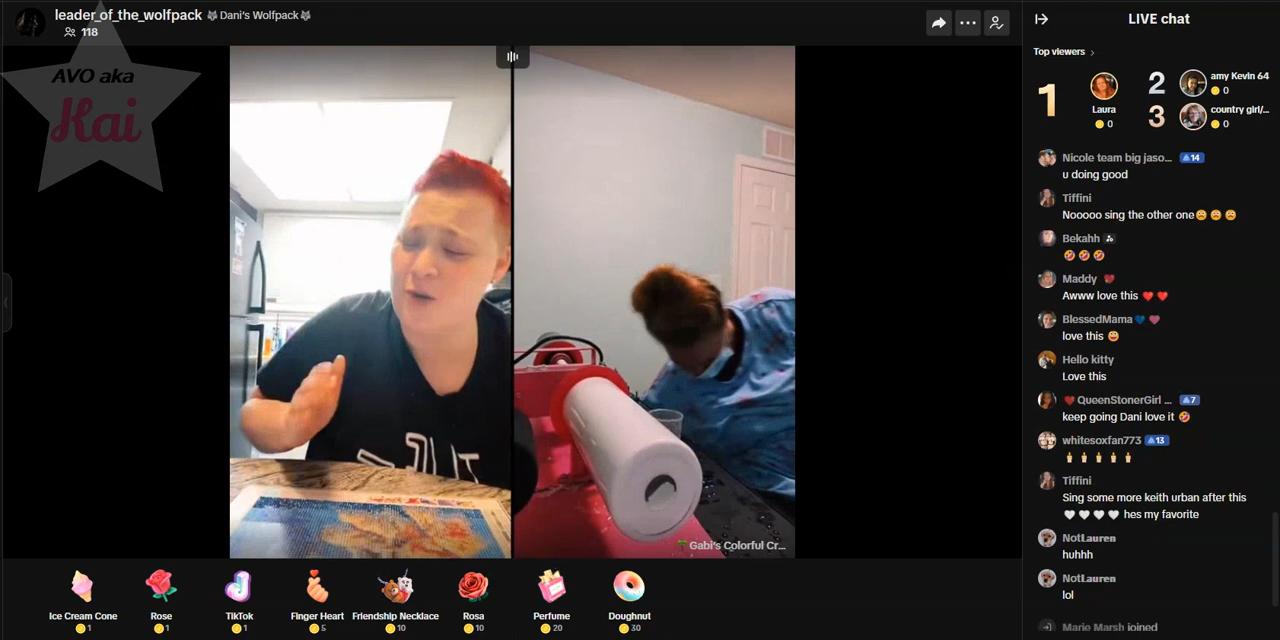 leader_of_the_wolfpack 🐺Dani's Wolfpack🐺
118
AVO aka
Kai
Gabi's Colorful Cr...
Ice Cream Cone
1
Rose
1
TikTok
1
Finger Heart
5
Friendship Necklace
10
Rosa
10
Perfume
20
Doughnut
30
LIVE chat
Top viewers
1
Laura
0
2
amy Kevin 64
0
3
country girl/...
0
Nicole team big jaso... 14
u doing good
Tiffini
Nooooo sing the other one😩😩😩
Bekahh
🤣🤣🤣
Maddy ❤️
Awww love this ❤️❤️
BlessedMama💙❤️
love this 😄
Hello kitty
Love this
❤️QueenStonerGirl ... 7
keep going Dani love it 🤣
whitesoxfan773 13
Tiffini
Sing some more keith urban after this
🤍🤍🤍🤍 hes my favorite
NotLauren
huhhh
NotLauren
lol
Marie Marsh joined